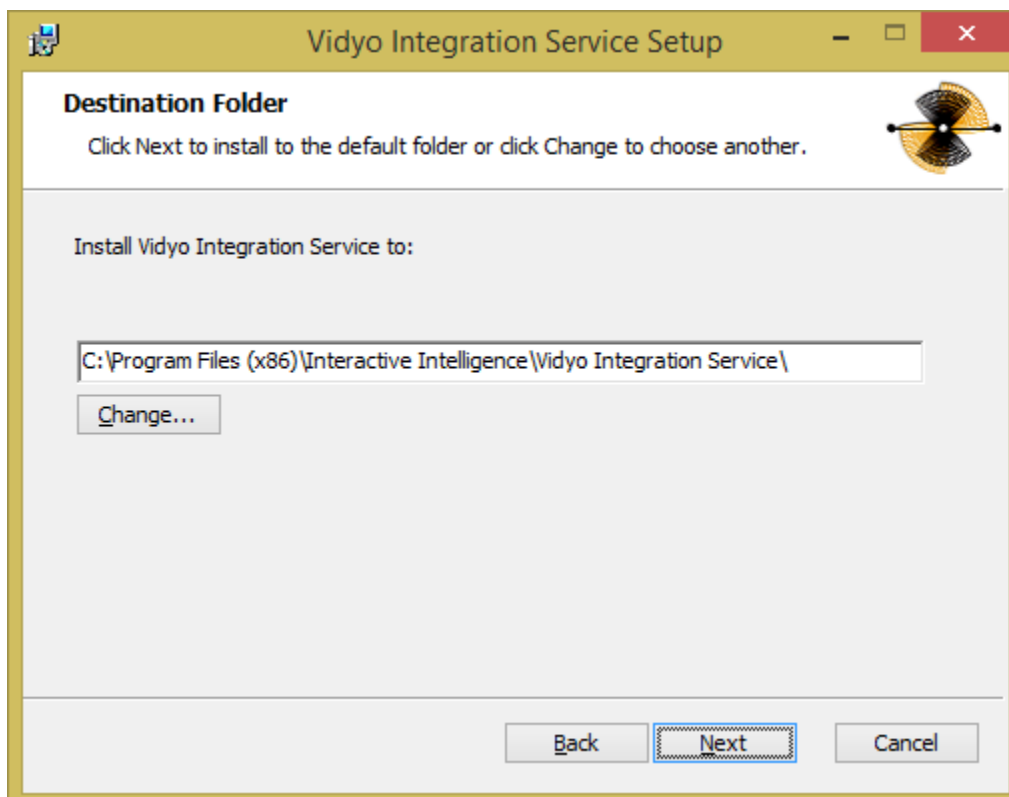 Vidyo Integration Service Setup
Destination Folder
Click Next to install to the default folder or click Change to choose another.
Install Vidyo Integration Service to:
C:\Program Files (x86)\Interactive Intelligence\Vidyo Integration Service\
Change...
Back Next Cancel